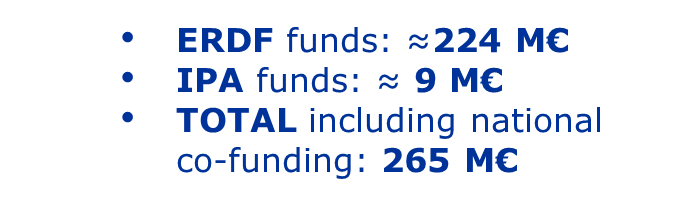 • ERDF funds: ≈224 M€
• IPA funds: ≈ 9 M€
• TOTAL including national
co-funding: 265 M€